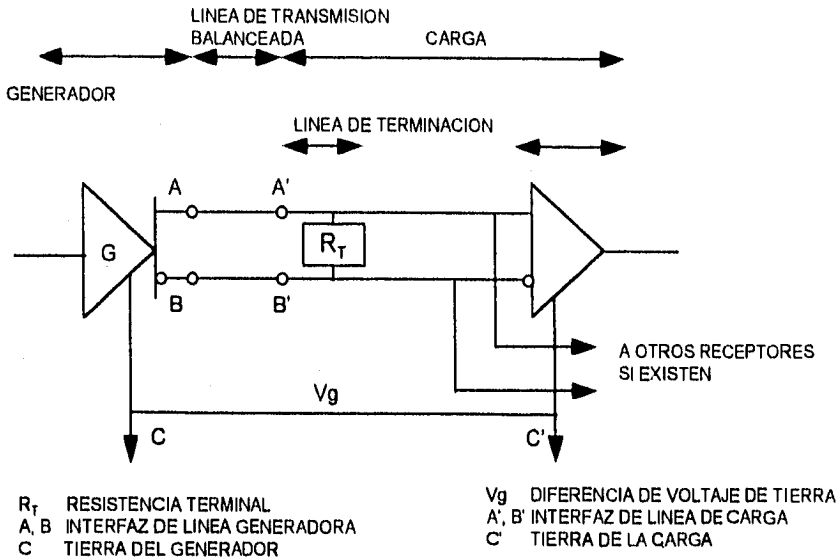 LINEA DE TRANSMISION
BALANCEADA
CARGA
GENERADOR
LINEA DE TERMINACION
A
A'
G
R_T
B
B'
A OTROS RECEPTORES
SI EXISTEN
Vg
C
C'
R_T RESISTENCIA TERMINAL
A, B INTERFAZ DE LINEA GENERADORA
C TIERRA DEL GENERADOR
Vg DIFERENCIA DE VOLTAJE DE TIERRA
A', B' INTERFAZ DE LINEA DE CARGA
C' TIERRA DE LA CARGA